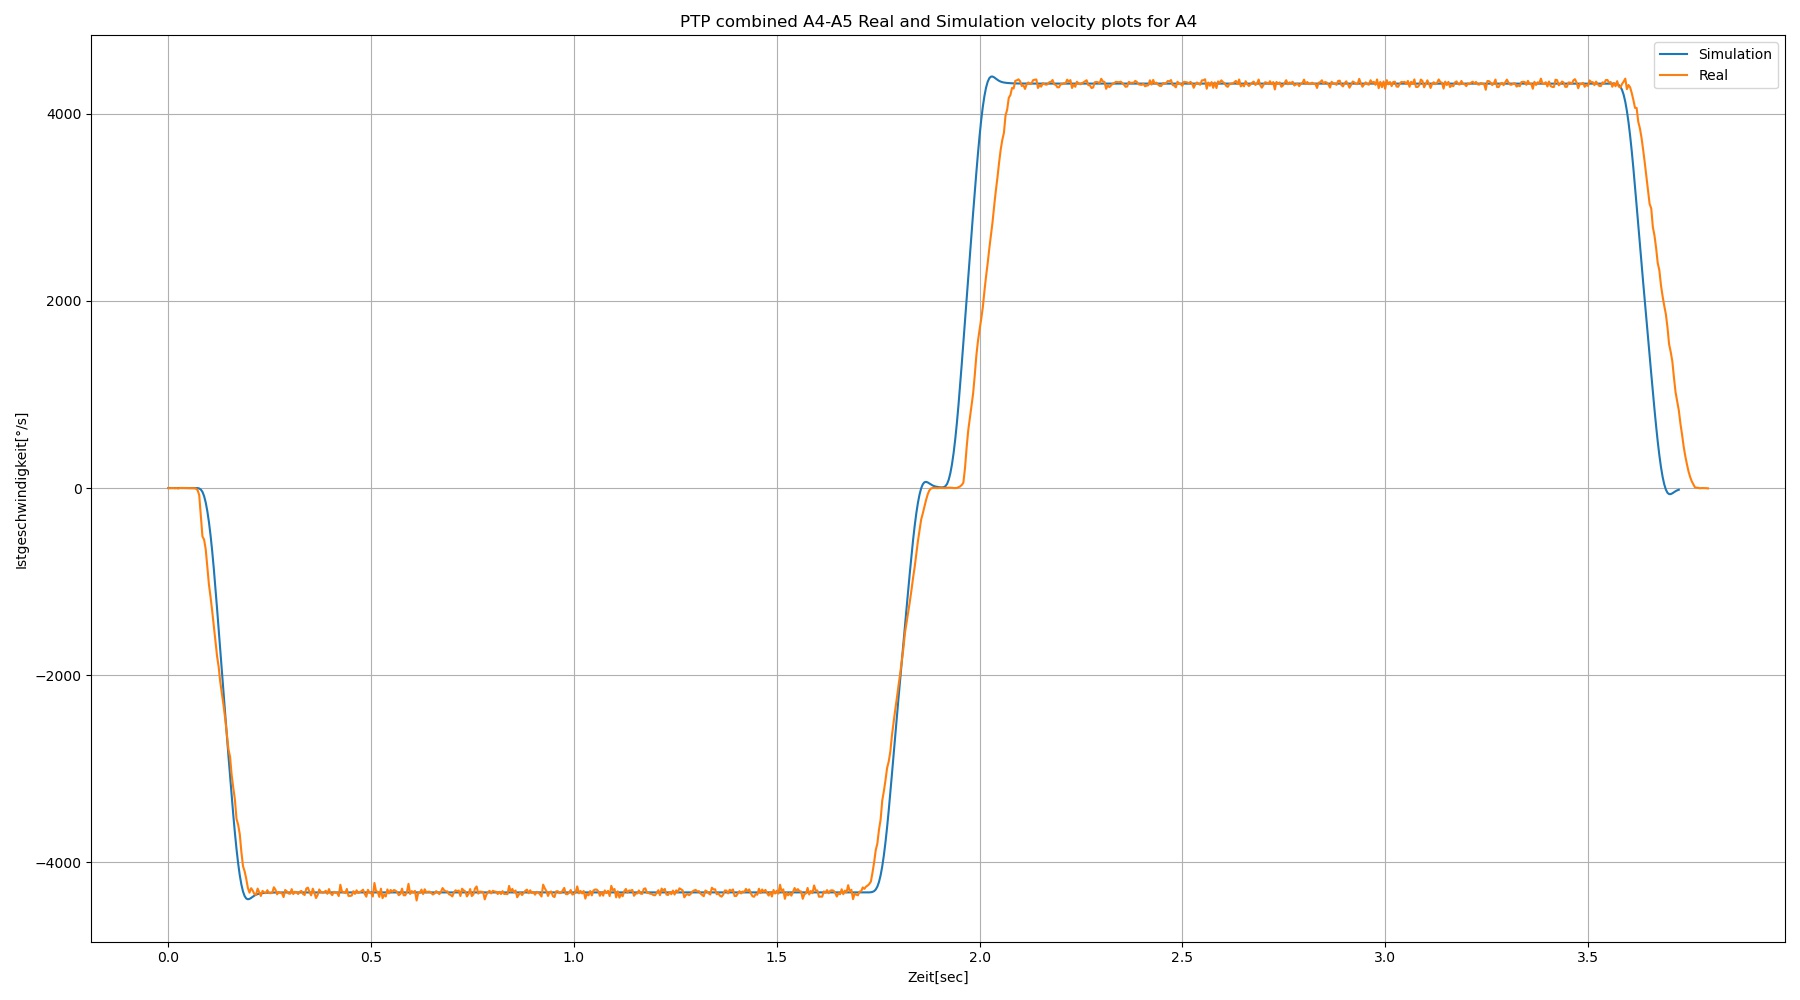 PTP combined A4-A5 Real and Simulation velocity plots for A4
Simulation
Real
4000
2000
0
−2000
−4000
Istgeschwindigkeit[°/s]
0.0 0.5 1.0 1.5 2.0 2.5 3.0 3.5
Zeit[sec]